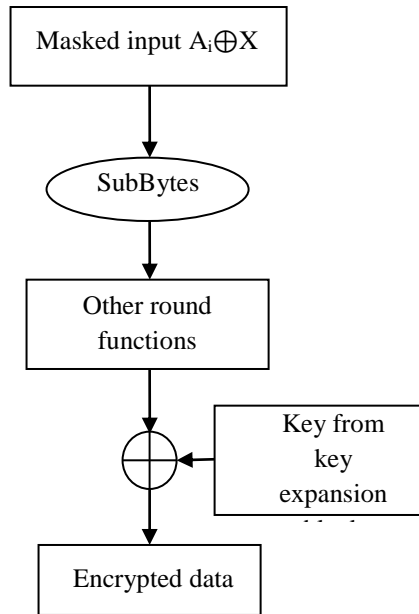 Masked input Aᵢ⊕X
SubBytes
Other round
functions
Key from
key
expansion
Encrypted data